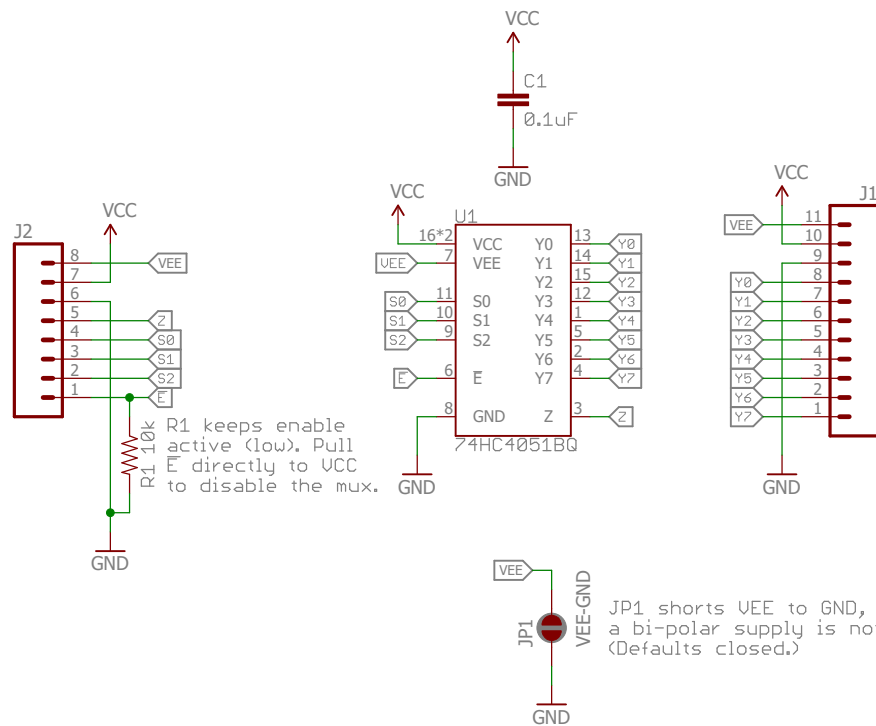 VCC
C1
0.1uF
GND
J2
VCC
8 VEE
7
6
5 Z
4 S0
3 S1
2 S2
1 E
R1 10k
R1 keeps enable
active (low). Pull
E directly to VCC
to disable the mux.
GND
VCC
U1
16*2 VCC Y0 13 Y0
VEE 7 VEE Y1 14 Y1
Y2 15 Y2
S0 11 S0 Y3 12 Y3
S1 10 S1 Y4 1 Y4
S2 9 S2 Y5 5 Y5
Y6 2 Y6
E 6 E Y7 4 Y7
8 GND Z 3 Z
74HC4051BQ
GND
VCC
J1
VEE 11
10
9
Y0 8
Y1 7
Y2 6
Y3 5
Y4 4
Y5 3
Y6 2
Y7 1
GND
VEE
JP1
VEE-GND
JP1 shorts VEE to GND,
a bi-polar supply is no
(Defaults closed.)
GND